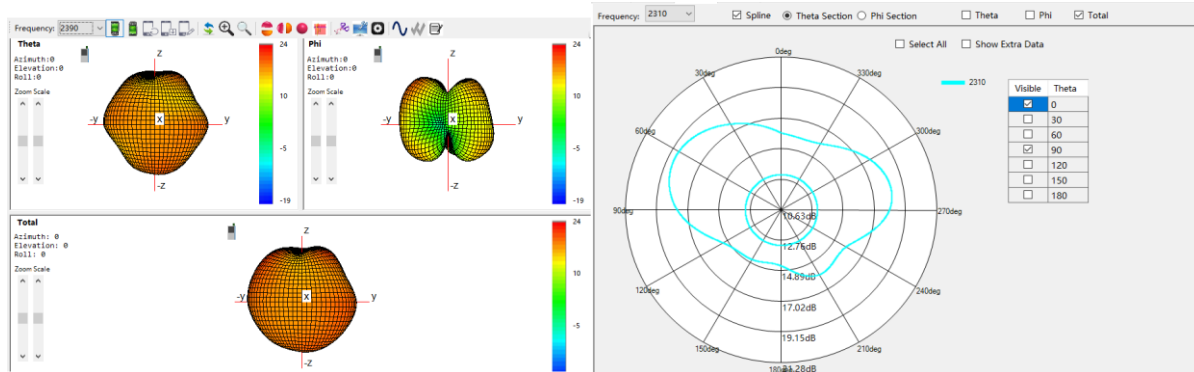 Frequency: 2390
Theta
Azimuth:0
Elevation:0
Roll:0
Zoom Scale
z
-y
x
y
-z
24
10
-5
-19
Phi
Azimuth:0
Elevation:0
Roll:0
Zoom Scale
z
-y
x
y
-z
24
10
-5
-19
Total
Azimuth: 0
Elevation: 0
Roll: 0
Zoom Scale
z
-y
x
y
-z
24
10
-5
Frequency: 2310 Spline Theta Section Phi Section Theta Phi Total
Select All Show Extra Data
2310
0deg
30deg
330deg
60deg
300deg
90deg
270deg
120deg
240deg
150deg
210deg
10.63dB
12.76dB
14.89dB
17.02dB
19.15dB
21.28dB
Visible Theta
0
30
60
90
120
150
180